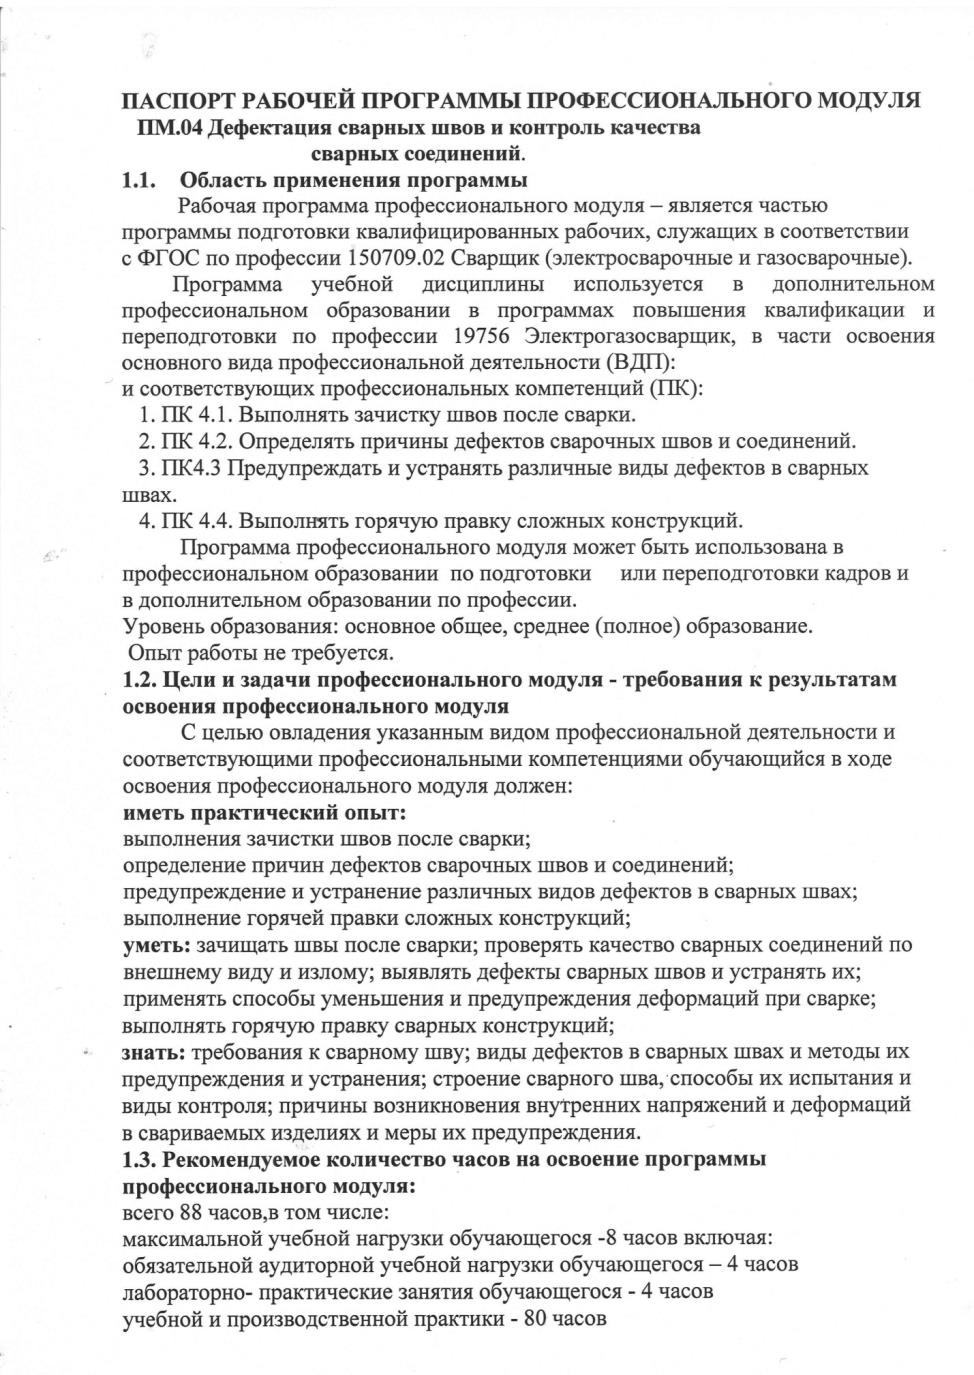 ПАСПОРТ РАБОЧЕЙ ПРОГРАММЫ ПРОФЕССИОНАЛЬНОГО МОДУЛЯ
ПМ.04 Дефектация сварных швов и контроль качества
сварных соединений.
1.1. Область применения программы
Рабочая программа профессионального модуля – является частью
программы подготовки квалифицированных рабочих, служащих в соответствии
с ФГОС по профессии 150709.02 Сварщик (электросварочные и газосварочные).
Программа учебной дисциплины используется в дополнительном
профессиональном образовании в программах повышения квалификации и
переподготовки по профессии 19756 Электрогазосварщик, в части освоения
основного вида профессиональной деятельности (ВДП):
и соответствующих профессиональных компетенций (ПК):
1. ПК 4.1. Выполнять зачистку швов после сварки.
2. ПК 4.2. Определять причины дефектов сварочных швов и соединений.
3. ПК4.3 Предупреждать и устранять различные виды дефектов в сварных
швах.
4. ПК 4.4. Выполнять горячую правку сложных конструкций.
Программа профессионального модуля может быть использована в
профессиональном образовании по подготовки или переподготовки кадров и
в дополнительном образовании по профессии.
Уровень образования: основное общее, среднее (полное) образование.
Опыт работы не требуется.
1.2. Цели и задачи профессионального модуля - требования к результатам
освоения профессионального модуля
С целью овладения указанным видом профессиональной деятельности и
соответствующими профессиональными компетенциями обучающийся в ходе
освоения профессионального модуля должен:
иметь практический опыт:
выполнения зачистки швов после сварки;
определение причин дефектов сварочных швов и соединений;
предупреждение и устранение различных видов дефектов в сварных швах;
выполнение горячей правки сложных конструкций;
уметь: зачищать швы после сварки; проверять качество сварных соединений по
внешнему виду и излому; выявлять дефекты сварных швов и устранять их;
применять способы уменьшения и предупреждения деформаций при сварке;
выполнять горячую правку сварных конструкций;
знать: требования к сварному шву; виды дефектов в сварных швах и методы их
предупреждения и устранения; строение сварного шва, способы их испытания и
виды контроля; причины возникновения внутренних напряжений и деформаций
в свариваемых изделиях и меры их предупреждения.
1.3. Рекомендуемое количество часов на освоение программы
профессионального модуля:
всего 88 часов,в том числе:
максимальной учебной нагрузки обучающегося -8 часов включая:
обязательной аудиторной учебной нагрузки обучающегося – 4 часов
лабораторно- практические занятия обучающегося - 4 часов
учебной и производственной практики - 80 часов